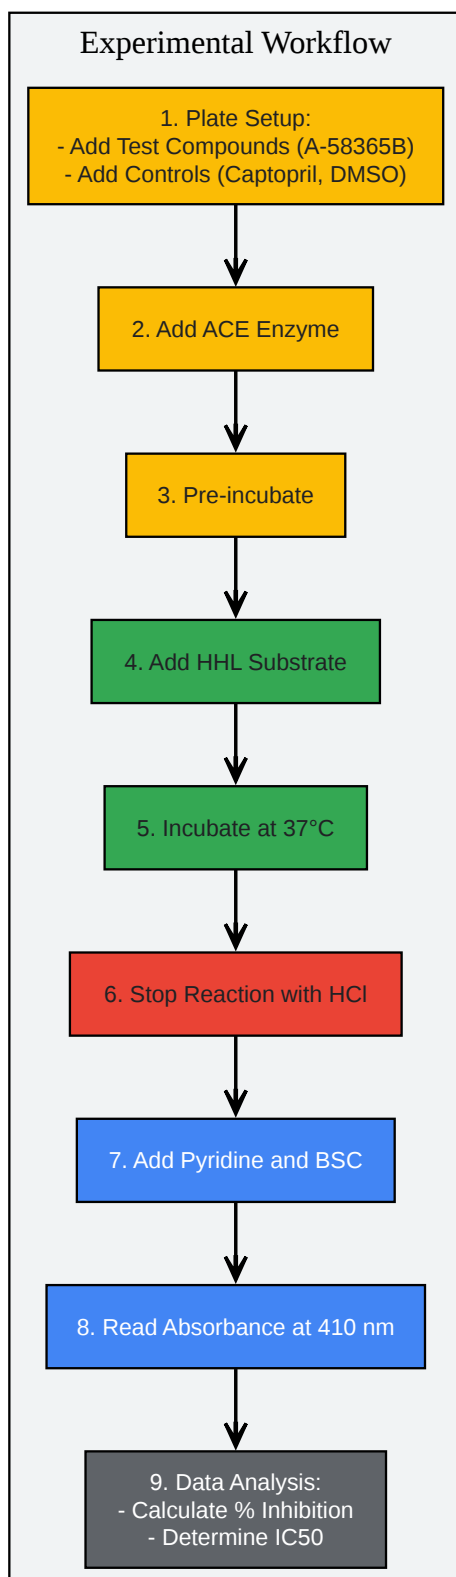 Experimental Workflow
1. Plate Setup:
- Add Test Compounds (A-58365B)
- Add Controls (Captopril, DMSO)
2. Add ACE Enzyme
3. Pre-incubate
4. Add HHL Substrate
5. Incubate at 37°C
6. Stop Reaction with HCl
7. Add Pyridine and BSC
8. Read Absorbance at 410 nm
9. Data Analysis:
- Calculate % Inhibition
- Determine IC50